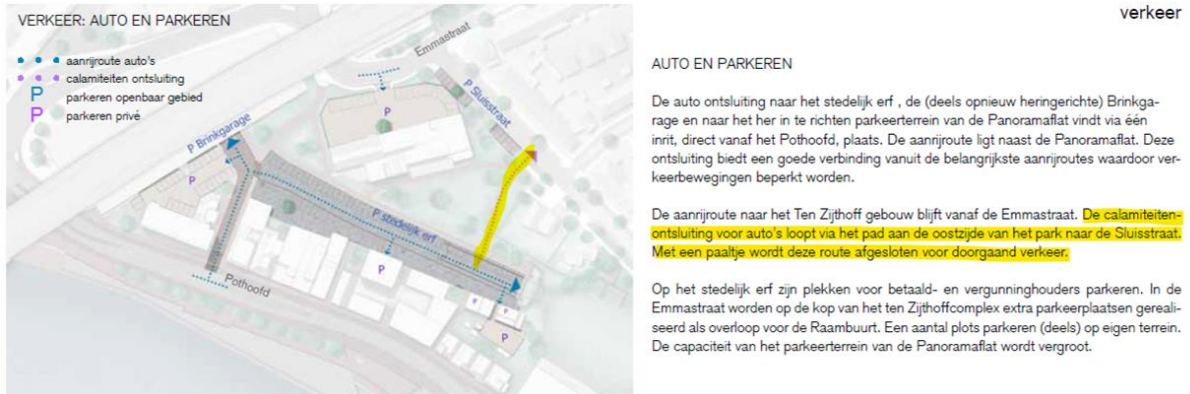 VERKEER: AUTO EN PARKEREN
aanrijroute auto's
calamiteiten ontsluiting
P parkeren openbaar gebied
P parkeren privé
Emmastraat
P Sluisstraat
P Brinkgarage
P
P
P stedelijk erf
P
Pothoofd
P
P
P
verkeer
AUTO EN PARKEREN
De auto ontsluiting naar het stedelijk erf , de (deels opnieuw heringerichte) Brinkga-
rage en naar het her in te richten parkeerterrein van de Panoramaflat vindt via één
inrit, direct vanaf het Pothoofd, plaats. De aanrijroute ligt naast de Panoramaflat. Deze
ontsluiting biedt een goede verbinding vanuit de belangrijkste aanrijroutes waardoor ver-
keerbewegingen beperkt worden.
De aanrijroute naar het Ten Zijthoff gebouw blijft vanaf de Emmastraat. De calamiteiten-
ontsluiting voor auto's loopt via het pad aan de oostzijde van het park naar de Sluisstraat.
Met een paaltje wordt deze route afgesloten voor doorgaand verkeer.
Op het stedelijk erf zijn plekken voor betaald- en vergunninghouders parkeren. In de
Emmastraat worden op de kop van het ten Zijthoffcomplex extra parkeerplaatsen gereali-
seerd als overloop voor de Raambuurt. Een aantal plots parkeren (deels) op eigen terrein.
De capaciteit van het parkeerterrein van de Panoramaflat wordt vergroot.